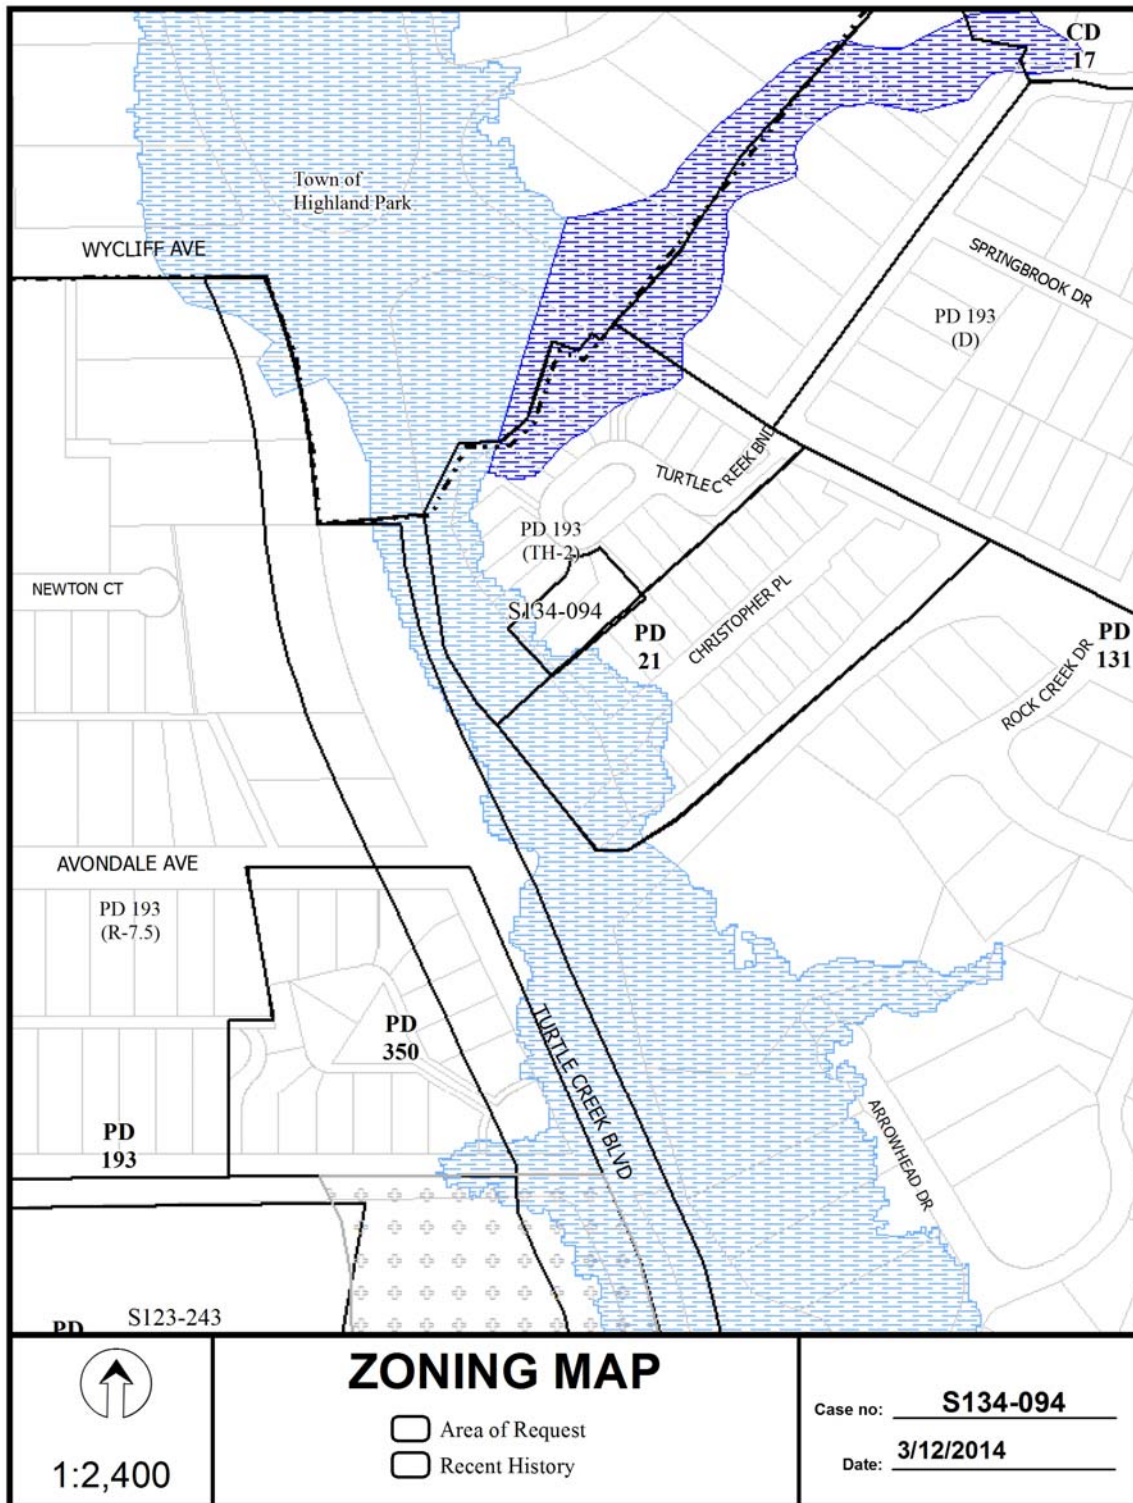 CD
17
Town of
Highland Park
WYCLIFF AVE
SPRINGBROOK DR
PD 193
(D)
TURTLE CREEK BND
PD 193
(TH-2)
NEWTON CT
S134-094
CHRISTOPHER PL
PD
21
PD
131
ROCK CREEK DR
AVONDALE AVE
PD 193
(R-7.5)
PD
350
TURTLE CREEK BLVD
ARROWHEAD DR
PD
193
S123-243
PD
1:2,400
ZONING MAP
Area of Request
Recent History
Case no: S134-094
Date: 3/12/2014